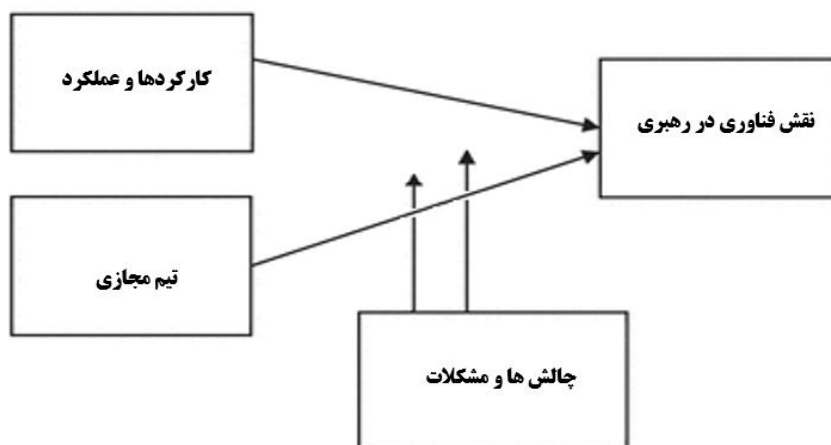 کارکردها و عملکرد
نقش فناوری در رهبری
تیم مجازی
چالش ها و مشکلات